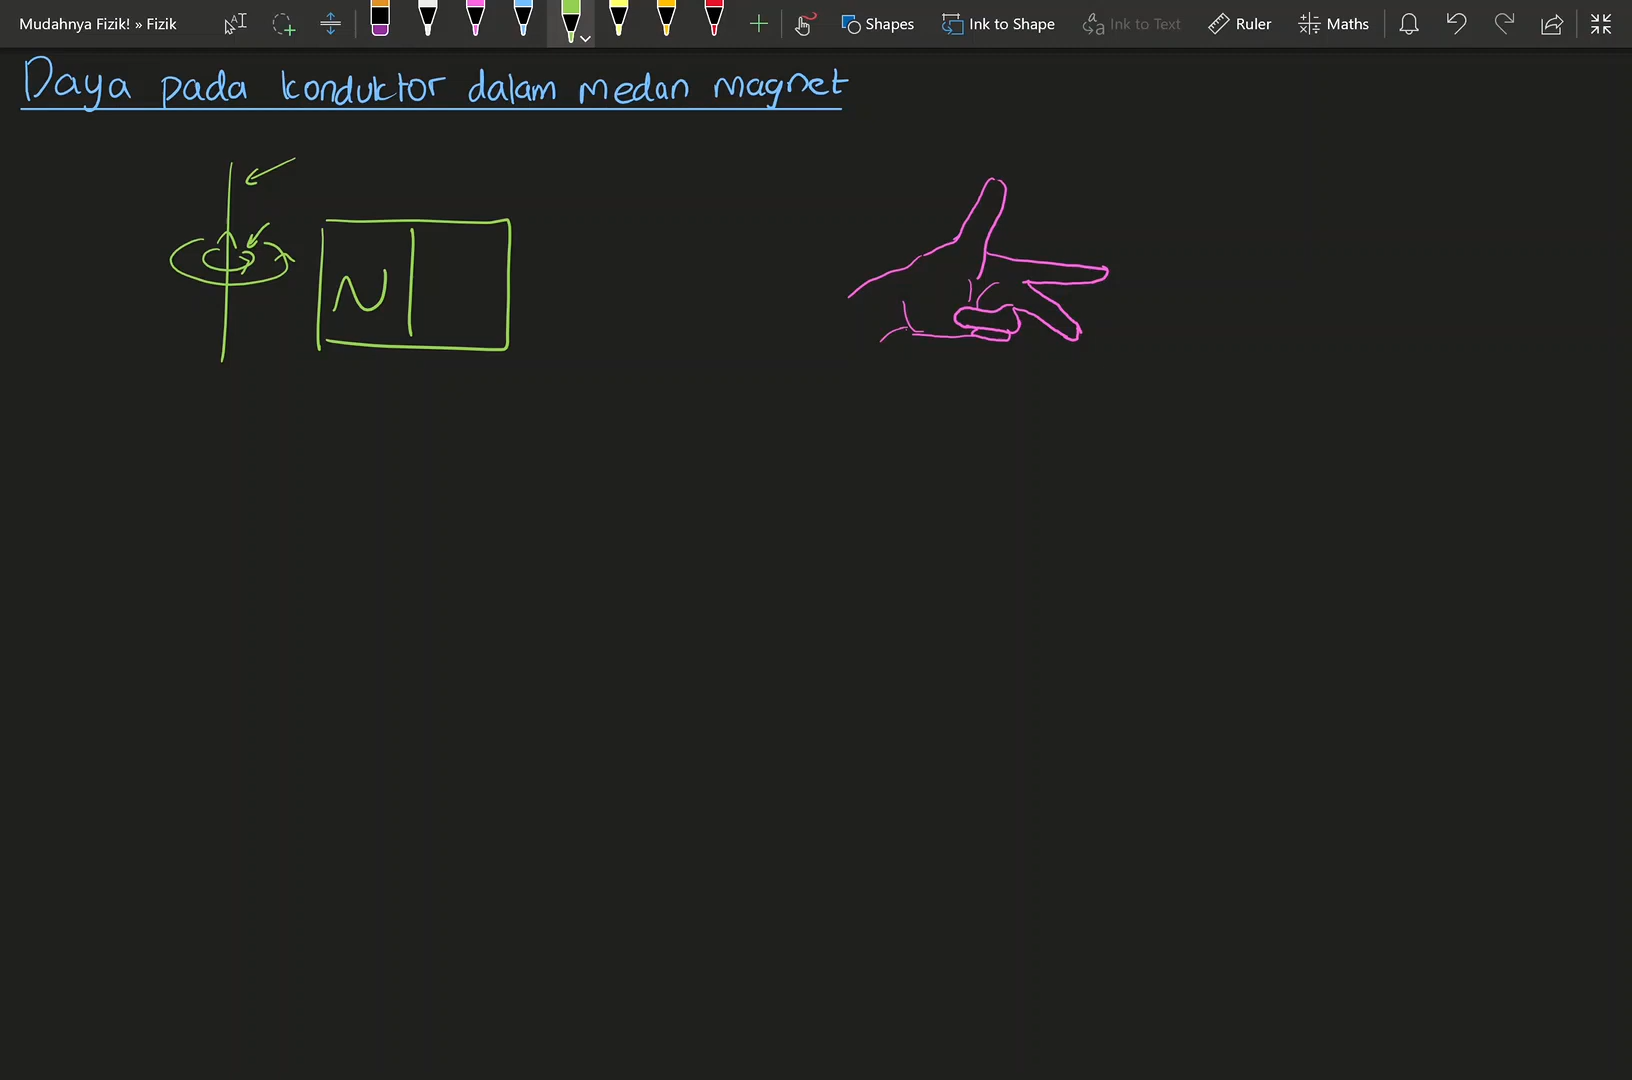 Mudahnya Fizik! » Fizik Shapes Ink to Shape Ink to Text Ruler Maths
Daya pada konduktor dalam medan magnet
N